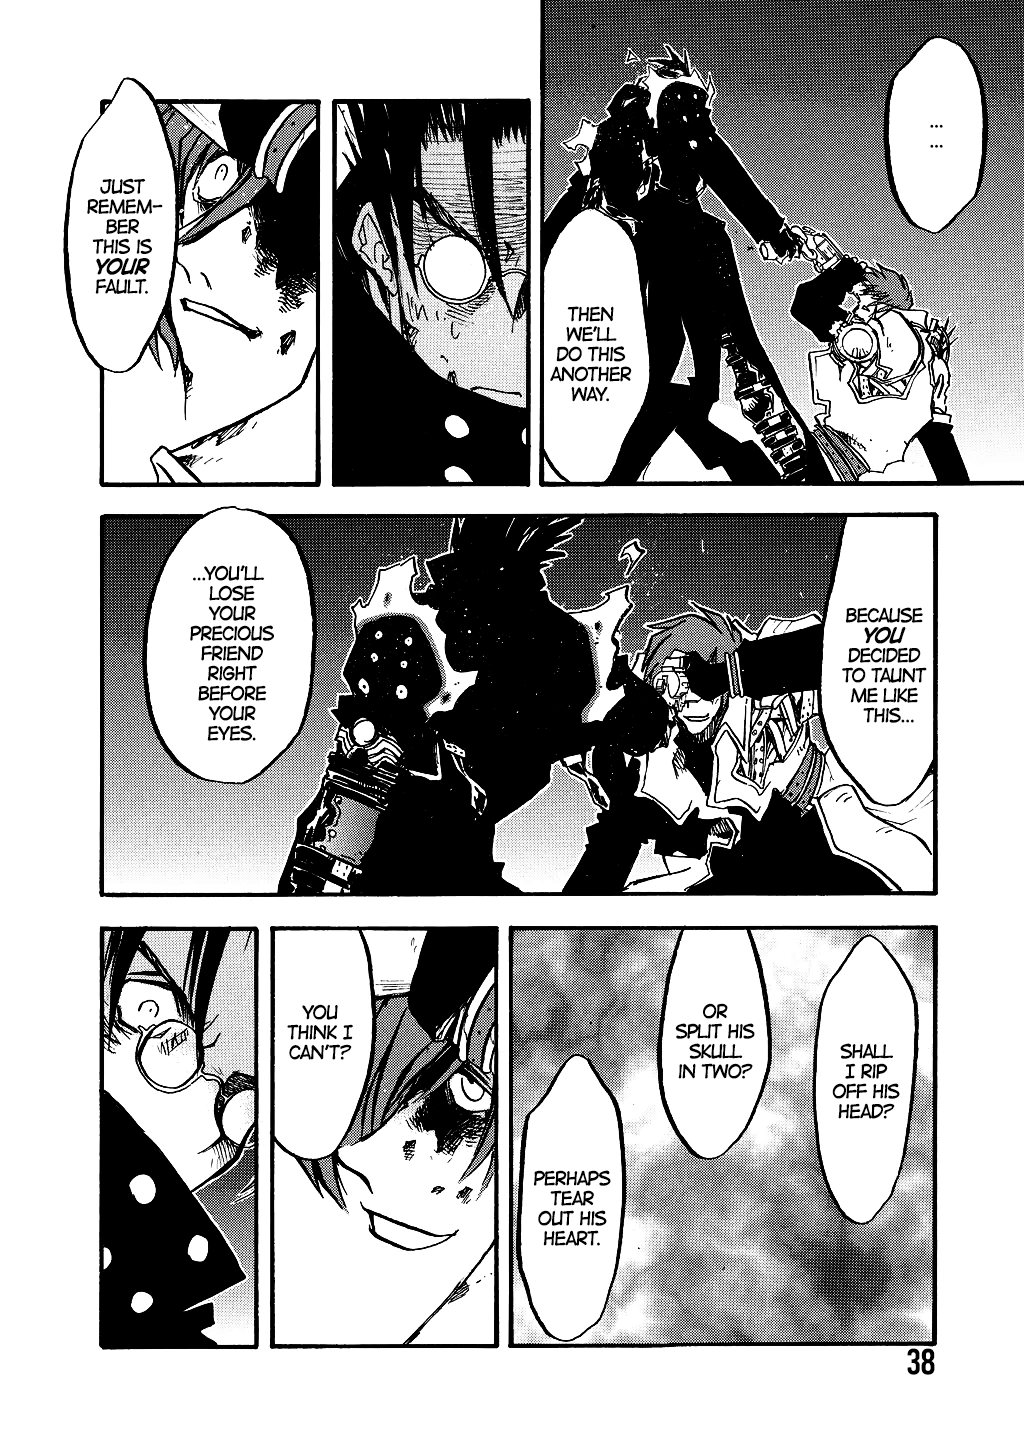 ...
...
THEN
WE'LL
DO THIS
ANOTHER
WAY.
JUST
REMEM-
BER
THIS IS
YOUR
FAULT.
BECAUSE
YOU
DECIDED
TO TAUNT
ME LIKE
THIS...
...YOU'LL
LOSE
YOUR
PRECIOUS
FRIEND
RIGHT
BEFORE
YOUR
EYES.
SHALL
I RIP
OFF HIS
HEAD?
OR
SPLIT HIS
SKULL
IN TWO?
PERHAPS
TEAR
OUT HIS
HEART.
YOU
THINK I
CAN'T?
38